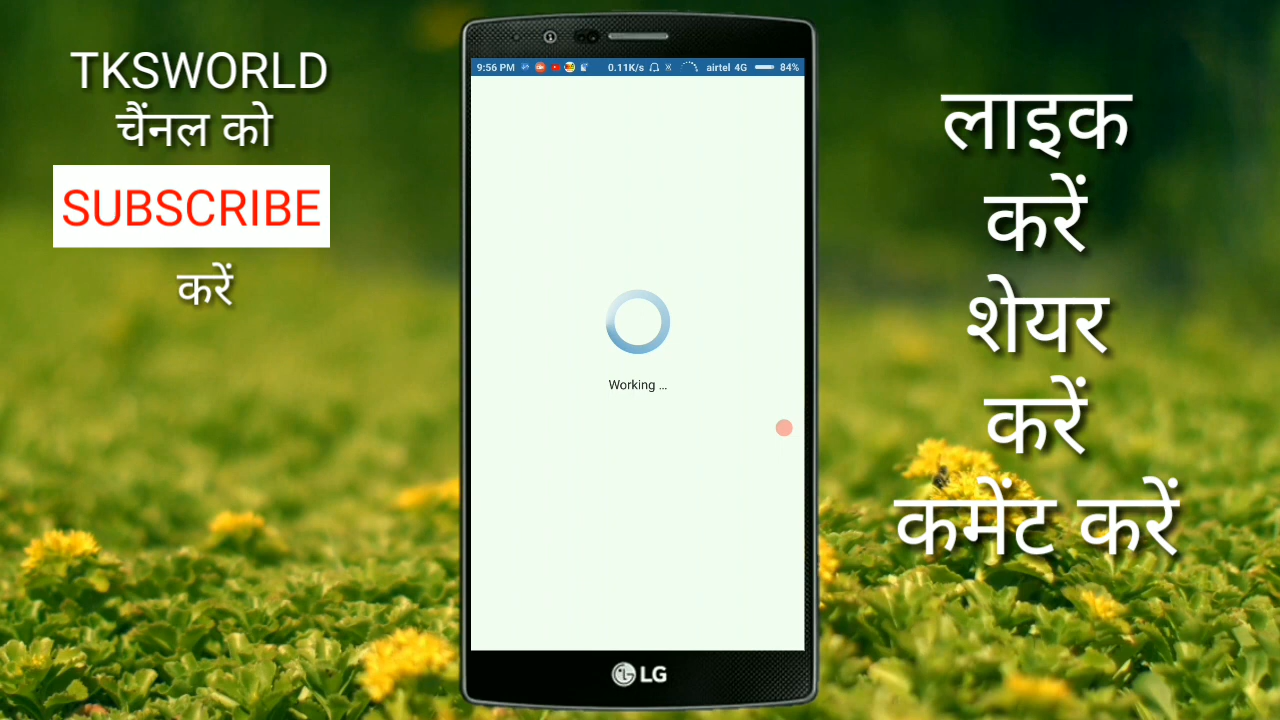 TKSWORLD
चैंनल को
SUBSCRIBE
करें
9:56 PM 0.11K/s airtel 4G 84%
Working ...
LG
लाइक
करें
शेयर
करें
कमेंट करें